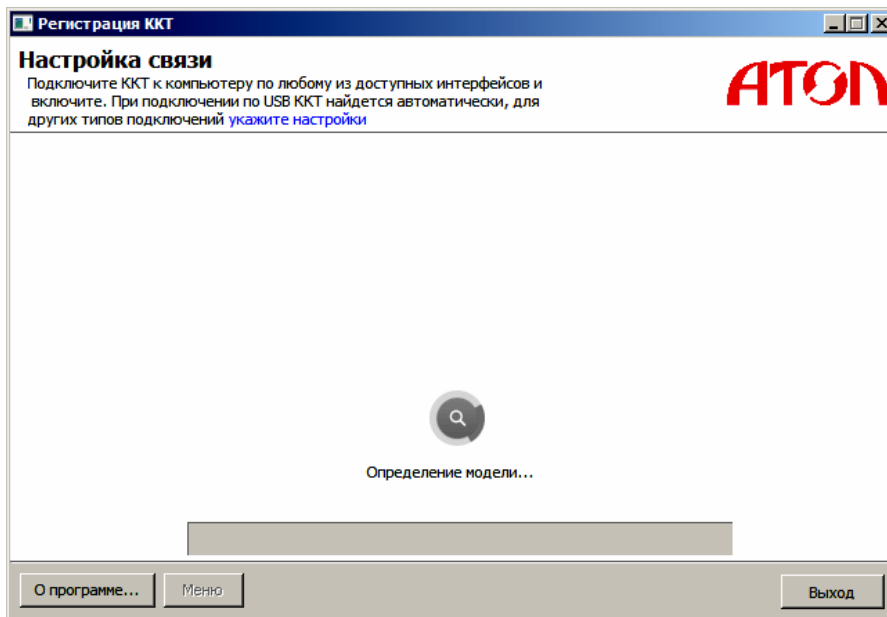 Регистрация ККТ
Настройка связи
Подключите ККТ к компьютеру по любому из доступных интерфейсов и
включите. При подключении по USB ККТ найдется автоматически, для
других типов подключений укажите настройки
АТОЛ
Определение модели...
О программе...
Меню
Выход